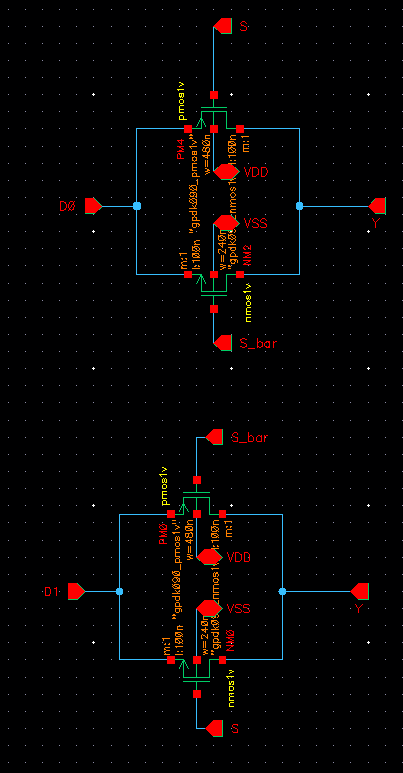 S
pmos1v
PM4
"gpdk090_pmos1v"
w=480n
l:100n
m:1
VDD
D0
Y
VSS
m:1
l:100n
w=240n
NM2
nmos1v
S_bar
S_bar
pmos1v
PM0
"gpdk090_pmos1v"
w=480n
l:100n
m:1
VDD
D1
Y
VSS
m:1
l:100n
w=240n
NM0
nmos1v
S